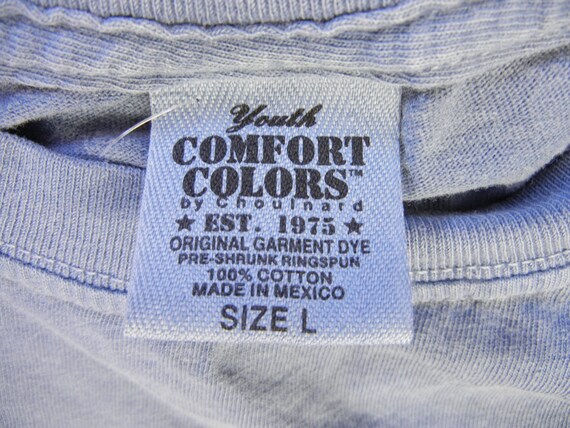 Youth
COMFORT
COLORS™
by Chouinard
★ EST. 1975 ★
ORIGINAL GARMENT DYE
PRE-SHRUNK RINGSPUN
100% COTTON
MADE IN MEXICO
SIZE L